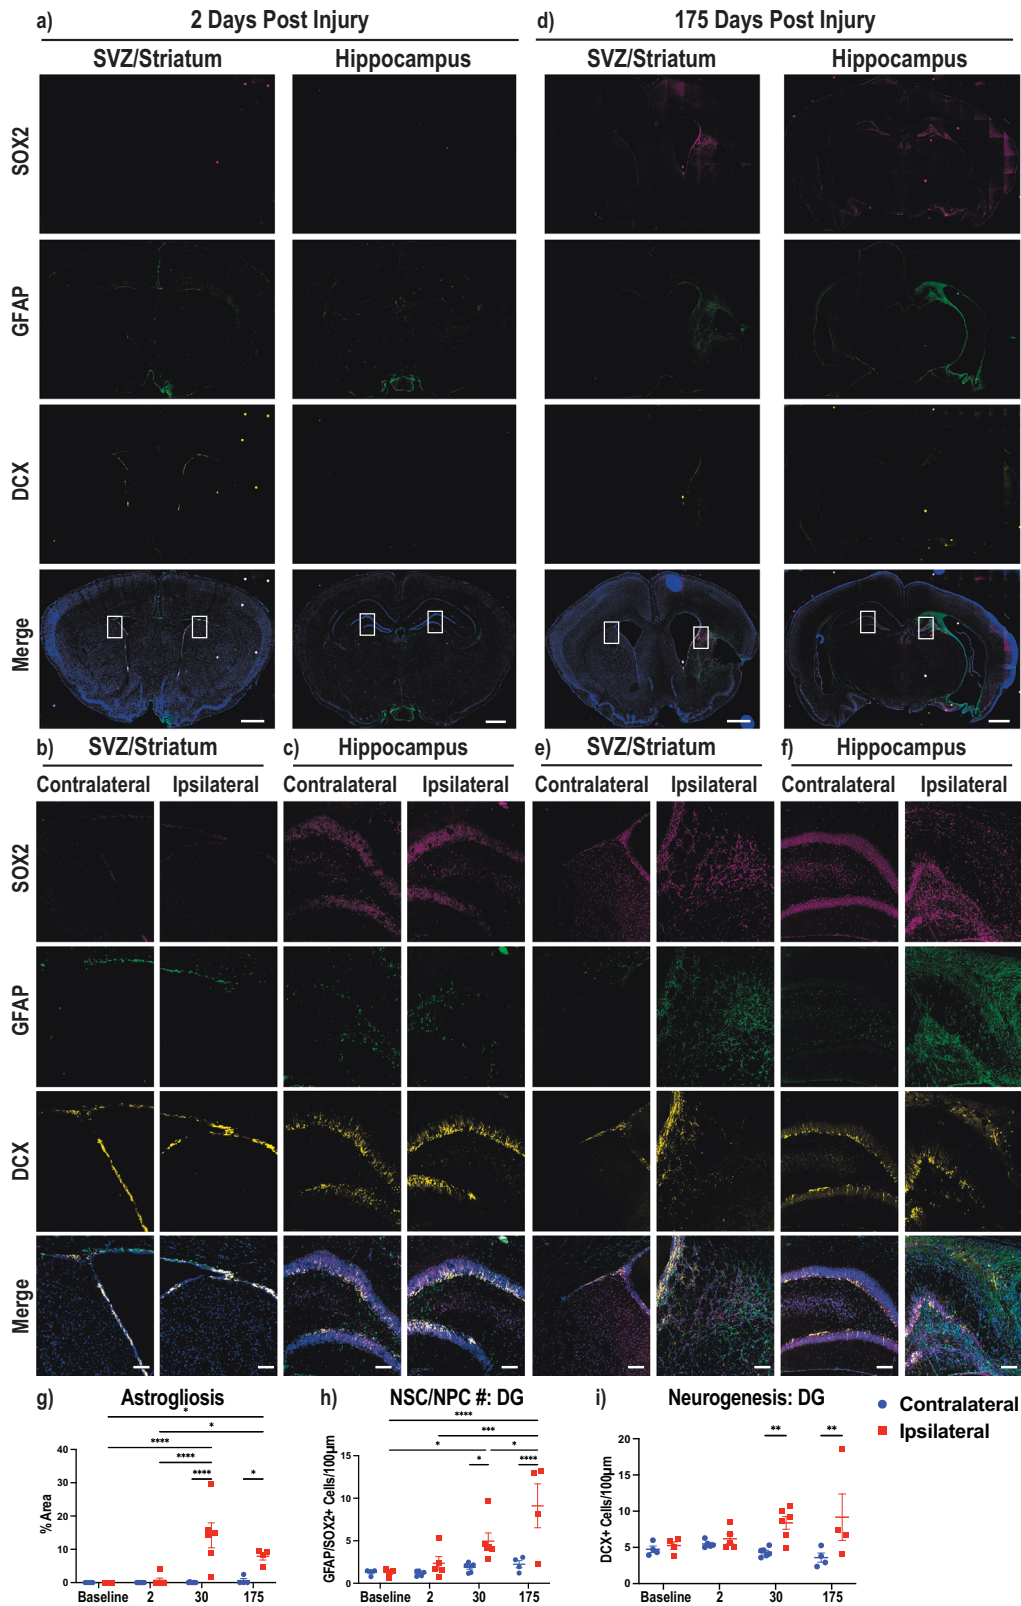 a) 2 Days Post Injury d) 175 Days Post Injury
SVZ/Striatum Hippocampus SVZ/Striatum Hippocampus
SOX2
GFAP
DCX
Merge
b) SVZ/Striatum c) Hippocampus e) SVZ/Striatum f) Hippocampus
Contralateral Ipsilateral Contralateral Ipsilateral Contralateral Ipsilateral Contralateral Ipsilateral
SOX2
GFAP
DCX
Merge
g) Astrogliosis h) NSC/NPC #: DG i) Neurogenesis: DG
Contralateral
Ipsilateral
% Area
40
30
20
10
0
* * **** **** **** *
Baseline 2 30 175
GFAP/SOX2+ Cells/100µm
15
10
5
0
**** *** * * * ****
Baseline 2 30 175
DCX+ Cells/100µm
20
15
10
5
0
** **
Baseline 2 30 175